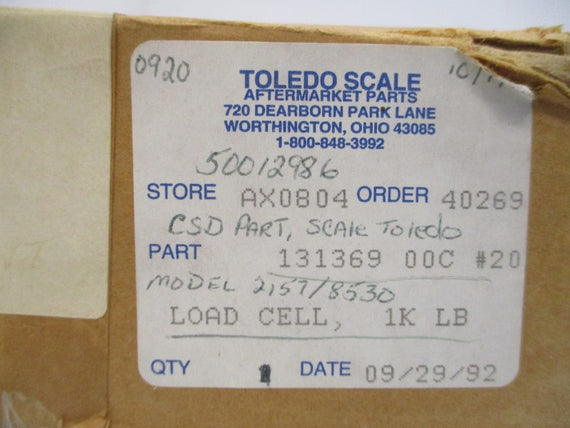 0920
TOLEDO SCALE
AFTERMARKET PARTS
720 DEARBORN PARK LANE
WORTHINGTON, OHIO 43085
1-800-848-3992
50012986
STORE AX0804 ORDER 40269
CSD PART, SCALE TOLEDO
PART 131369 00C #20
MODEL 2157/8530
LOAD CELL, 1K LB
QTY 1 DATE 09/29/92